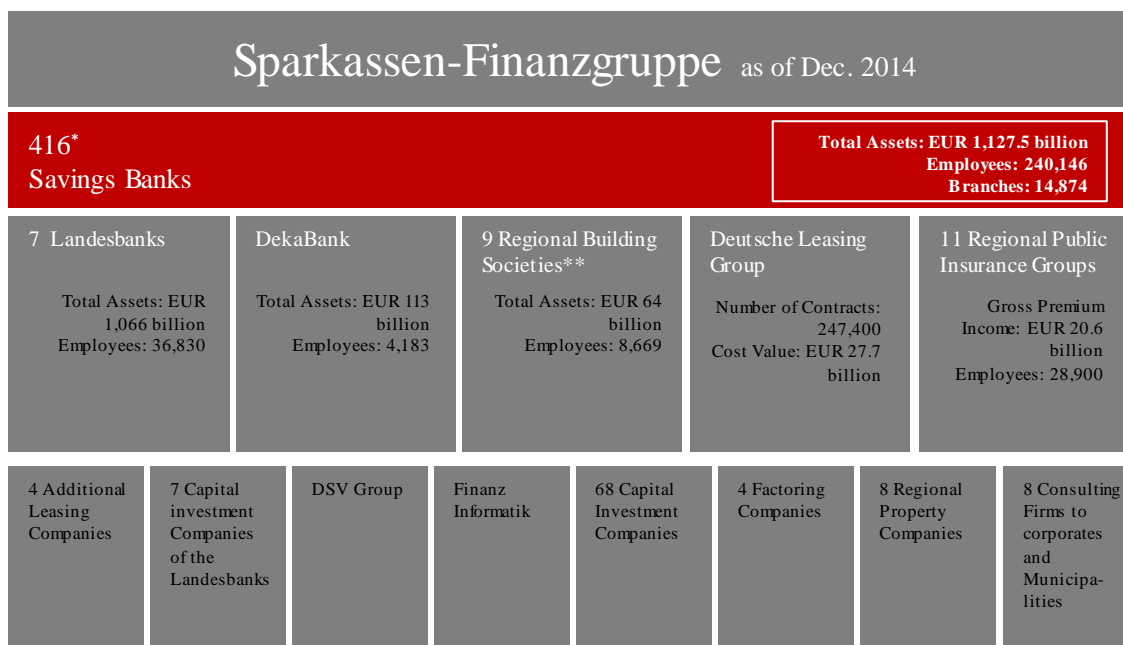 Sparkassen-Finanzgruppe as of Dec. 2014
416*
Savings Banks
Total Assets: EUR 1,127.5 billion
Employees: 240,146
Branches: 14,874
7 Landesbanks
Total Assets: EUR
1,066 billion
Employees: 36,830
DekaBank
Total Assets: EUR 113
billion
Employees: 4,183
9 Regional Building
Societies**
Total Assets: EUR 64
billion
Employees: 8,669
Deutsche Leasing
Group
Number of Contracts:
247,400
Cost Value: EUR 27.7
billion
11 Regional Public
Insurance Groups
Gross Premium
Income: EUR 20.6
billion
Employees: 28,900
4 Additional
Leasing
Companies
7 Capital
investment
Companies
of the
Landesbanks
DSV Group
Finanz
Informatik
68 Capital
Investment
Companies
4 Factoring
Companies
8 Regional
Property
Companies
8 Consulting
Firms to
corporates
and
Municipa-
lities